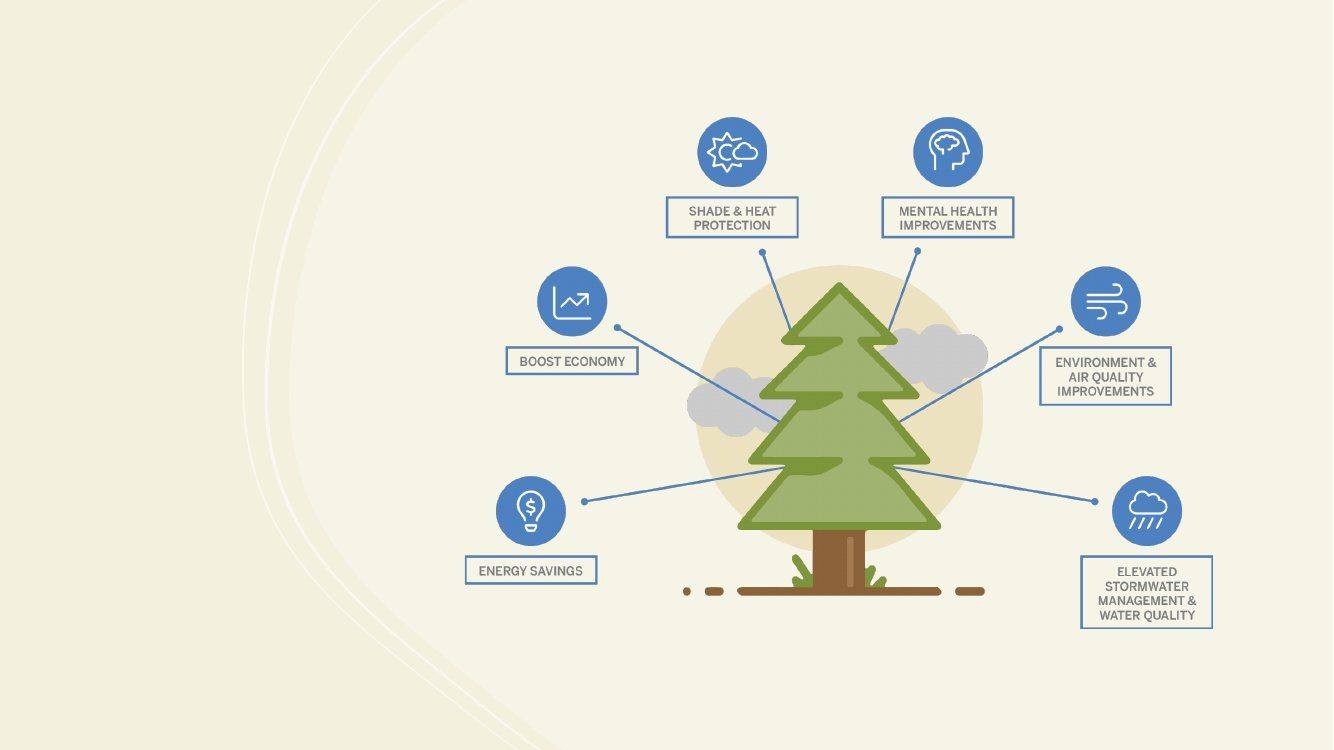 SHADE & HEAT
PROTECTION
MENTAL HEALTH
IMPROVEMENTS
BOOST ECONOMY
ENVIRONMENT &
AIR QUALITY
IMPROVEMENTS
$
ENERGY SAVINGS
ELEVATED
STORMWATER
MANAGEMENT &
WATER QUALITY